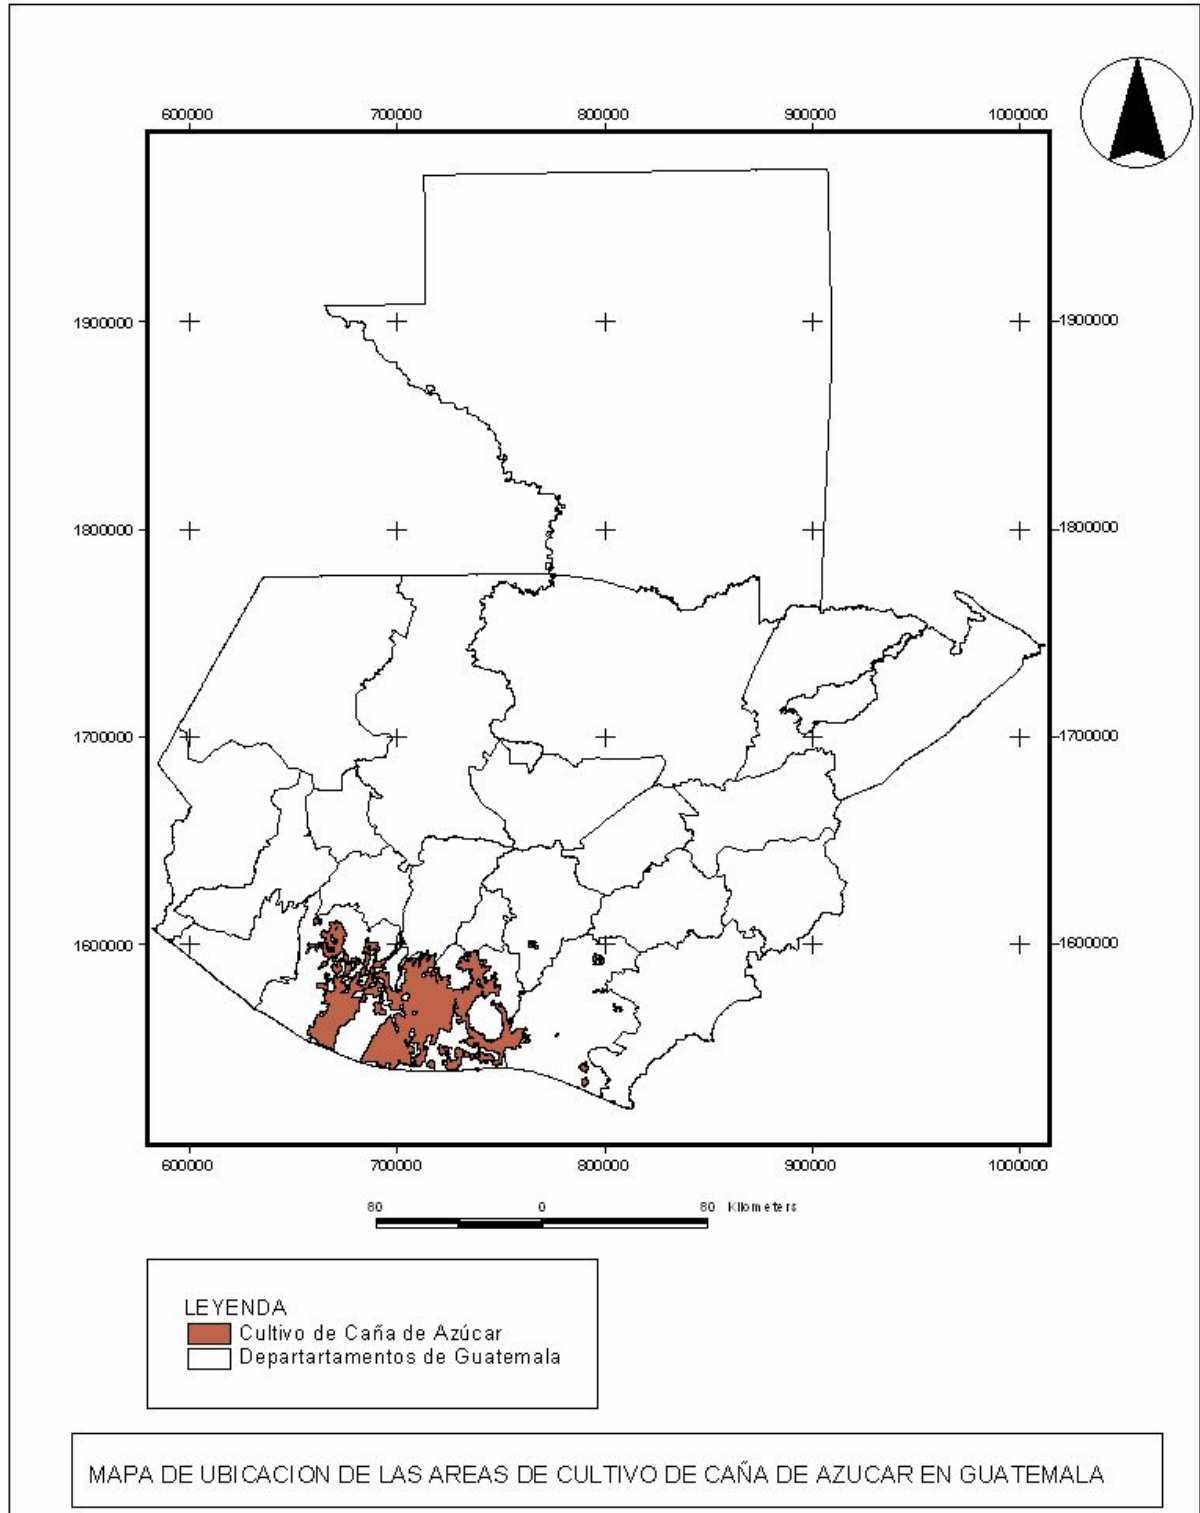 600000 700000 800000 900000 1000000
1900000 1900000
1800000 1800000
1700000 1700000
1600000 1600000
600000 700000 800000 900000 1000000
80 0 80 Kilometers
LEYENDA
Cultivo de Caña de Azúcar
Departartamentos de Guatemala
MAPA DE UBICACION DE LAS AREAS DE CULTIVO DE CAÑA DE AZUCAR EN GUATEMALA